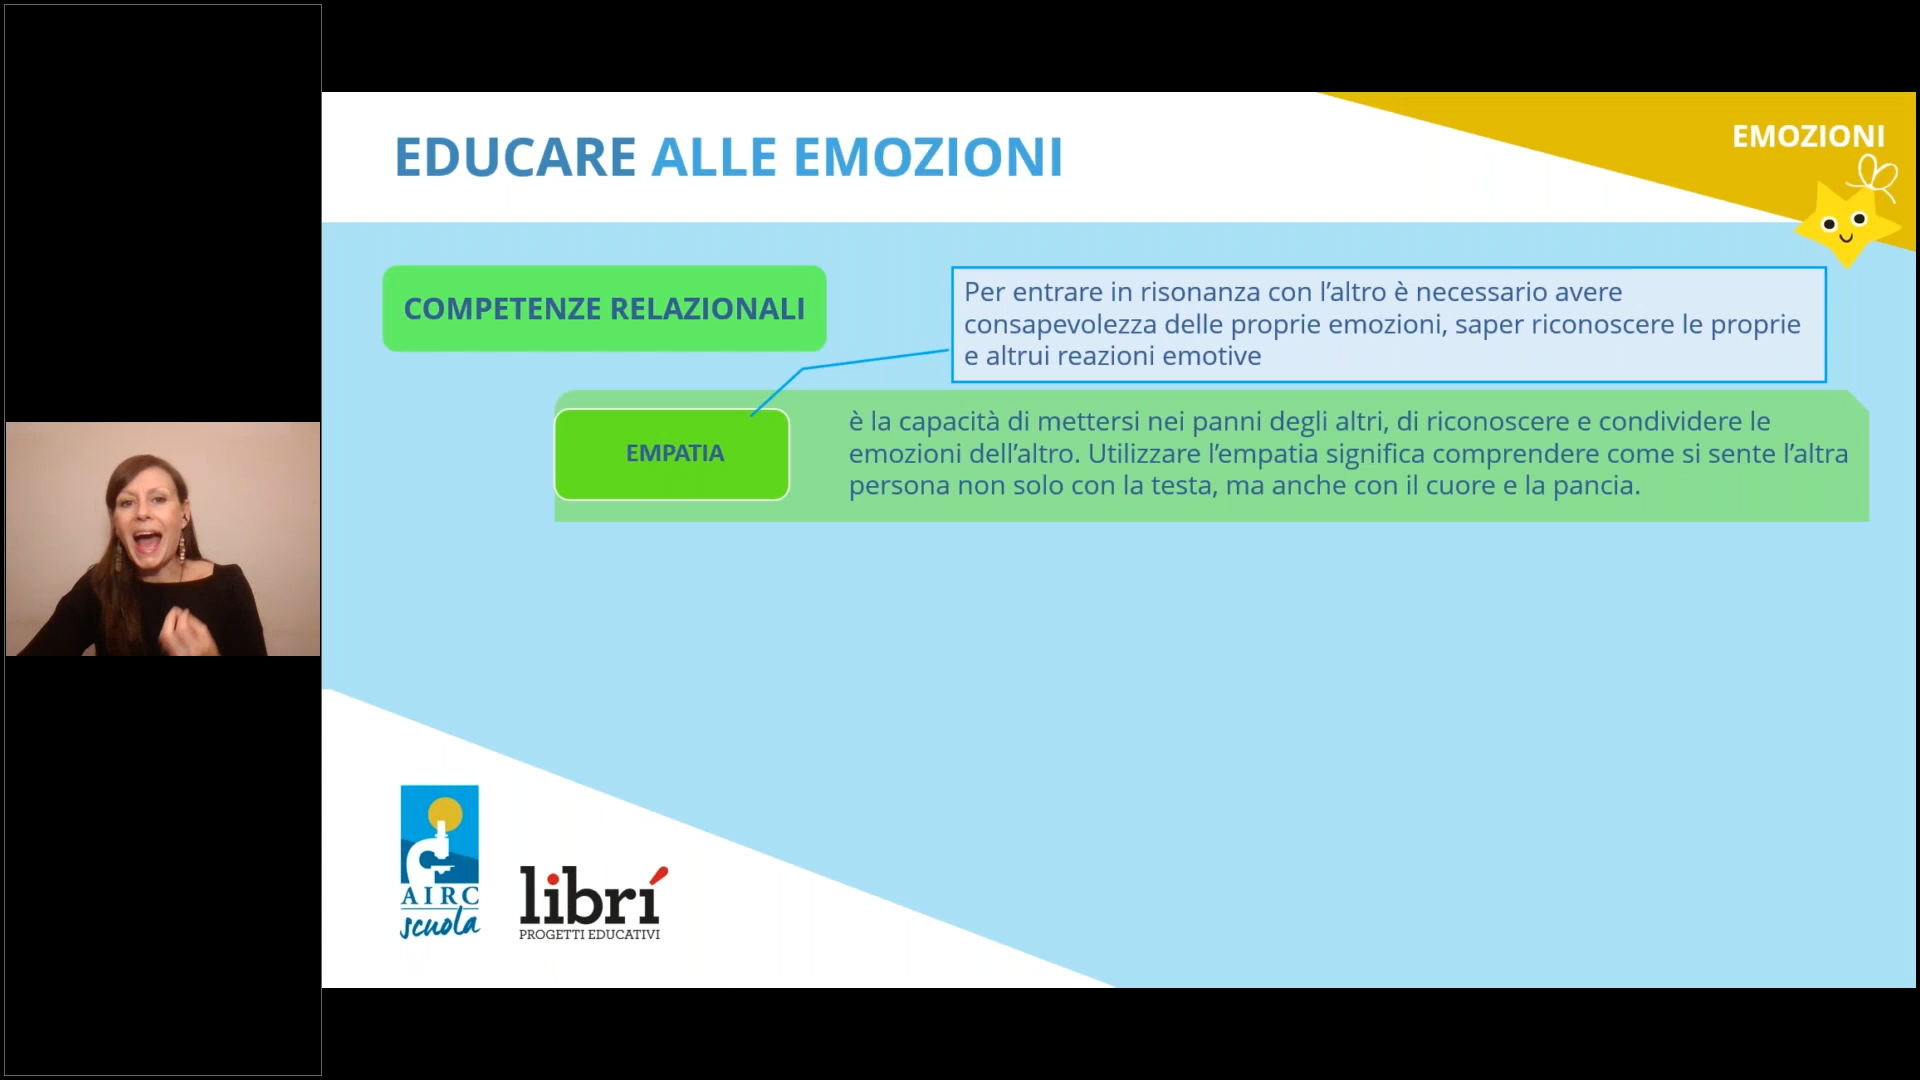 EDUCARE ALLE EMOZIONI
EMOZIONI
COMPETENZE RELAZIONALI
Per entrare in risonanza con l’altro è necessario avere
consapevolezza delle proprie emozioni, saper riconoscere le proprie
e altrui reazioni emotive
EMPATIA
è la capacità di mettersi nei panni degli altri, di riconoscere e condividere le
emozioni dell’altro. Utilizzare l’empatia significa comprendere come si sente l’altra
persona non solo con la testa, ma anche con il cuore e la pancia.
AIRC
scuola
librí
PROGETTI EDUCATIVI